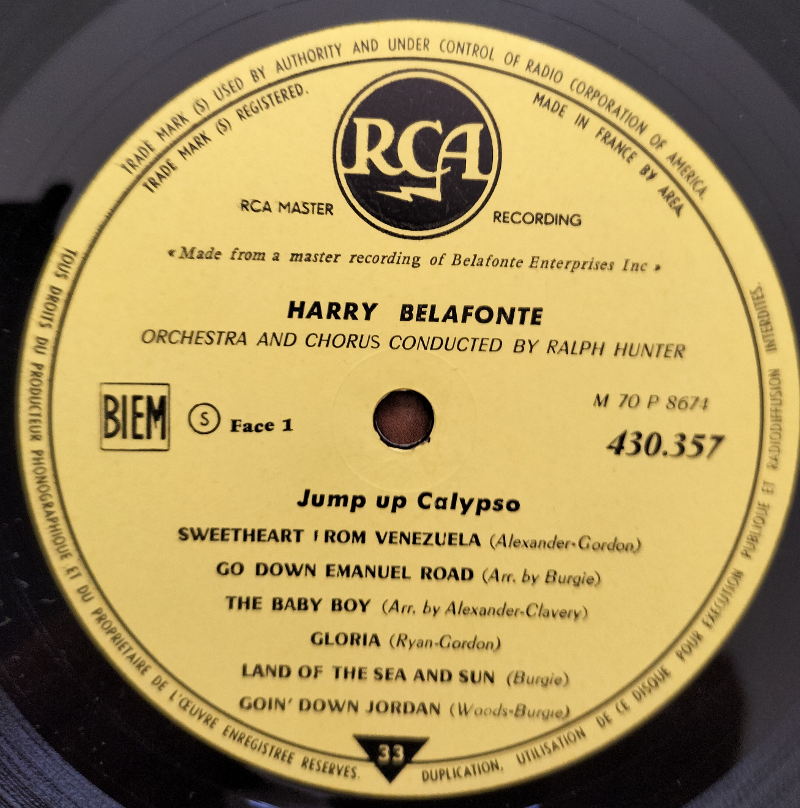 TRADE MARK (S) USED BY AUTHORITY AND UNDER CONTROL OF RADIO CORPORATION OF AMERICA.
TRADE MARK (S) REGISTERED.
MADE IN FRANCE BY AREA
RCA
RCA MASTER RECORDING
«Made from a master recording of Belafonte Enterprises Inc»
HARRY BELAFONTE
ORCHESTRA AND CHORUS CONDUCTED BY RALPH HUNTER
BIEM
S Face 1
M 70 P 8674
430.357
Jump up Calypso
SWEETHEART FROM VENEZUELA (Alexander-Gordon)
GO DOWN EMANUEL ROAD (Arr. by Burgie)
THE BABY BOY (Arr. by Alexander-Clavery)
GLORIA (Ryan-Gordon)
LAND OF THE SEA AND SUN (Burgie)
GOIN' DOWN JORDAN (Woods-Burgie)
33
TOUS DROITS DU PRODUCTEUR PHONOGRAPHIQUE ET DU PROPRIETAIRE DE L'ŒUVRE ENREGISTREE RESERVES.
DUPLICATION, UTILISATION DE CE DISQUE POUR EXECUTION PUBLIQUE ET RADIODIFFUSION INTERDITES.